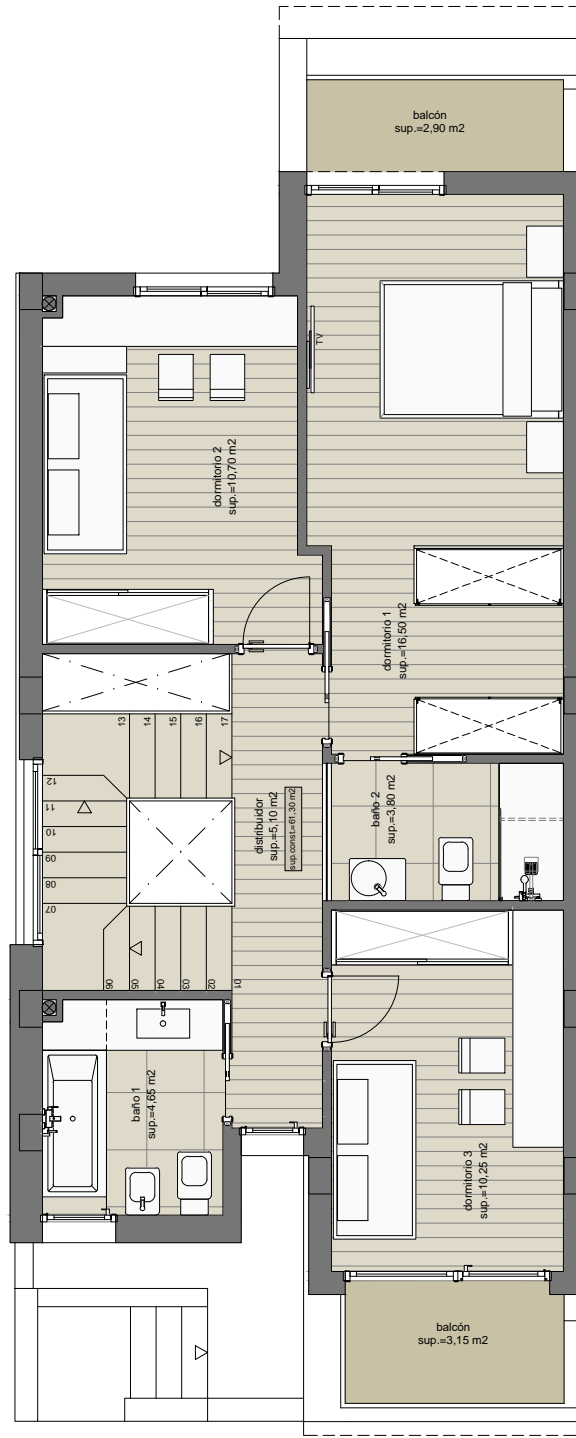 balcón
sup.=2,90 m2
TV
dormitorio 2
sup.=10,70 m2
dormitorio 1
sup.=16,50 m2
13
14
15
16
17
12
11
10
09
08
07
06
05
04
03
02
01
distribuidor
sup.=5,10 m2
sup.const.=61,30 m2
baño 2
sup.=3,80 m2
baño 1
sup.=4,65 m2
dormitorio 3
sup.=10,25 m2
balcón
sup.=3,15 m2